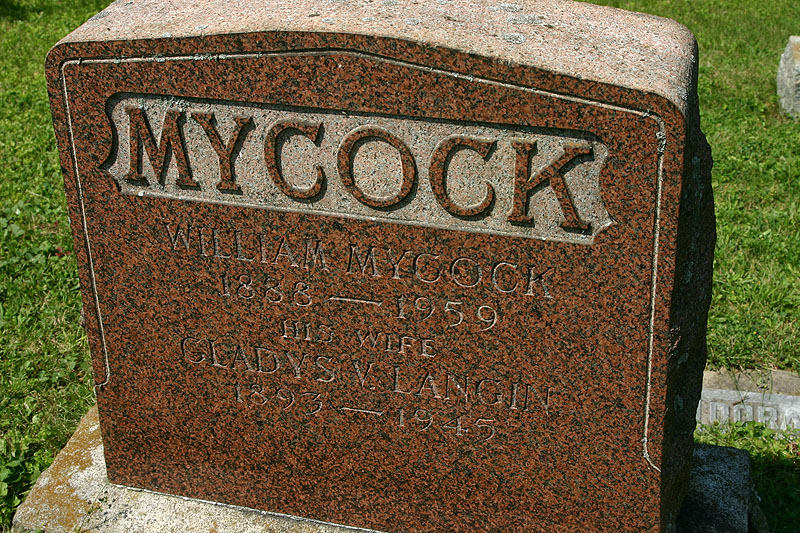 MYCOCK
WILLIAM MYCOCK
1888 — 1959
HIS WIFE
GLADYS V. LANGIN
1893 — 1945